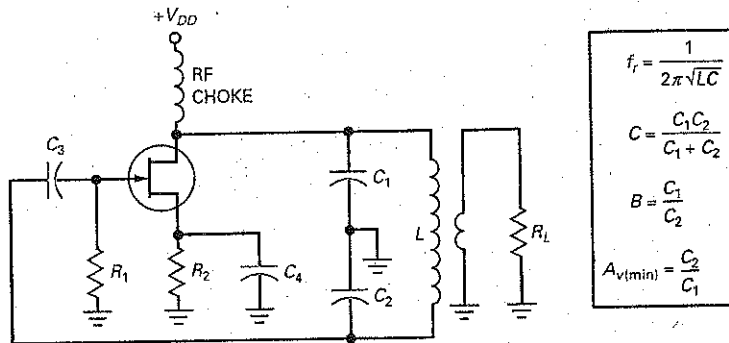 +V_DD
RF
CHOKE
C_3
C_1
L
R_L
R_1
R_2
C_4
C_2
f_r = 1 / 2π√LC
C = C_1C_2 / C_1 + C_2
B = C_1 / C_2
A_v(min) = C_2 / C_1